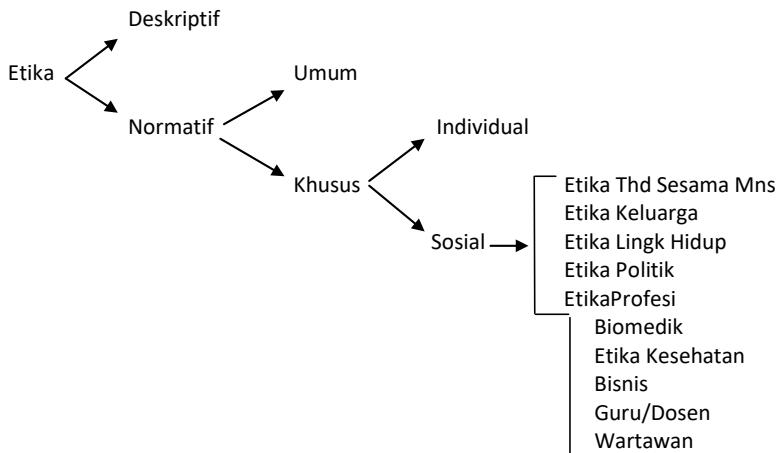 Deskriptif
Etika
Umum
Normatif
Individual
Khusus
Etika Thd Sesama Mns
Etika Keluarga
Sosial
Etika Lingk Hidup
Etika Politik
EtikaProfesi
Biomedik
Etika Kesehatan
Bisnis
Guru/Dosen
Wartawan